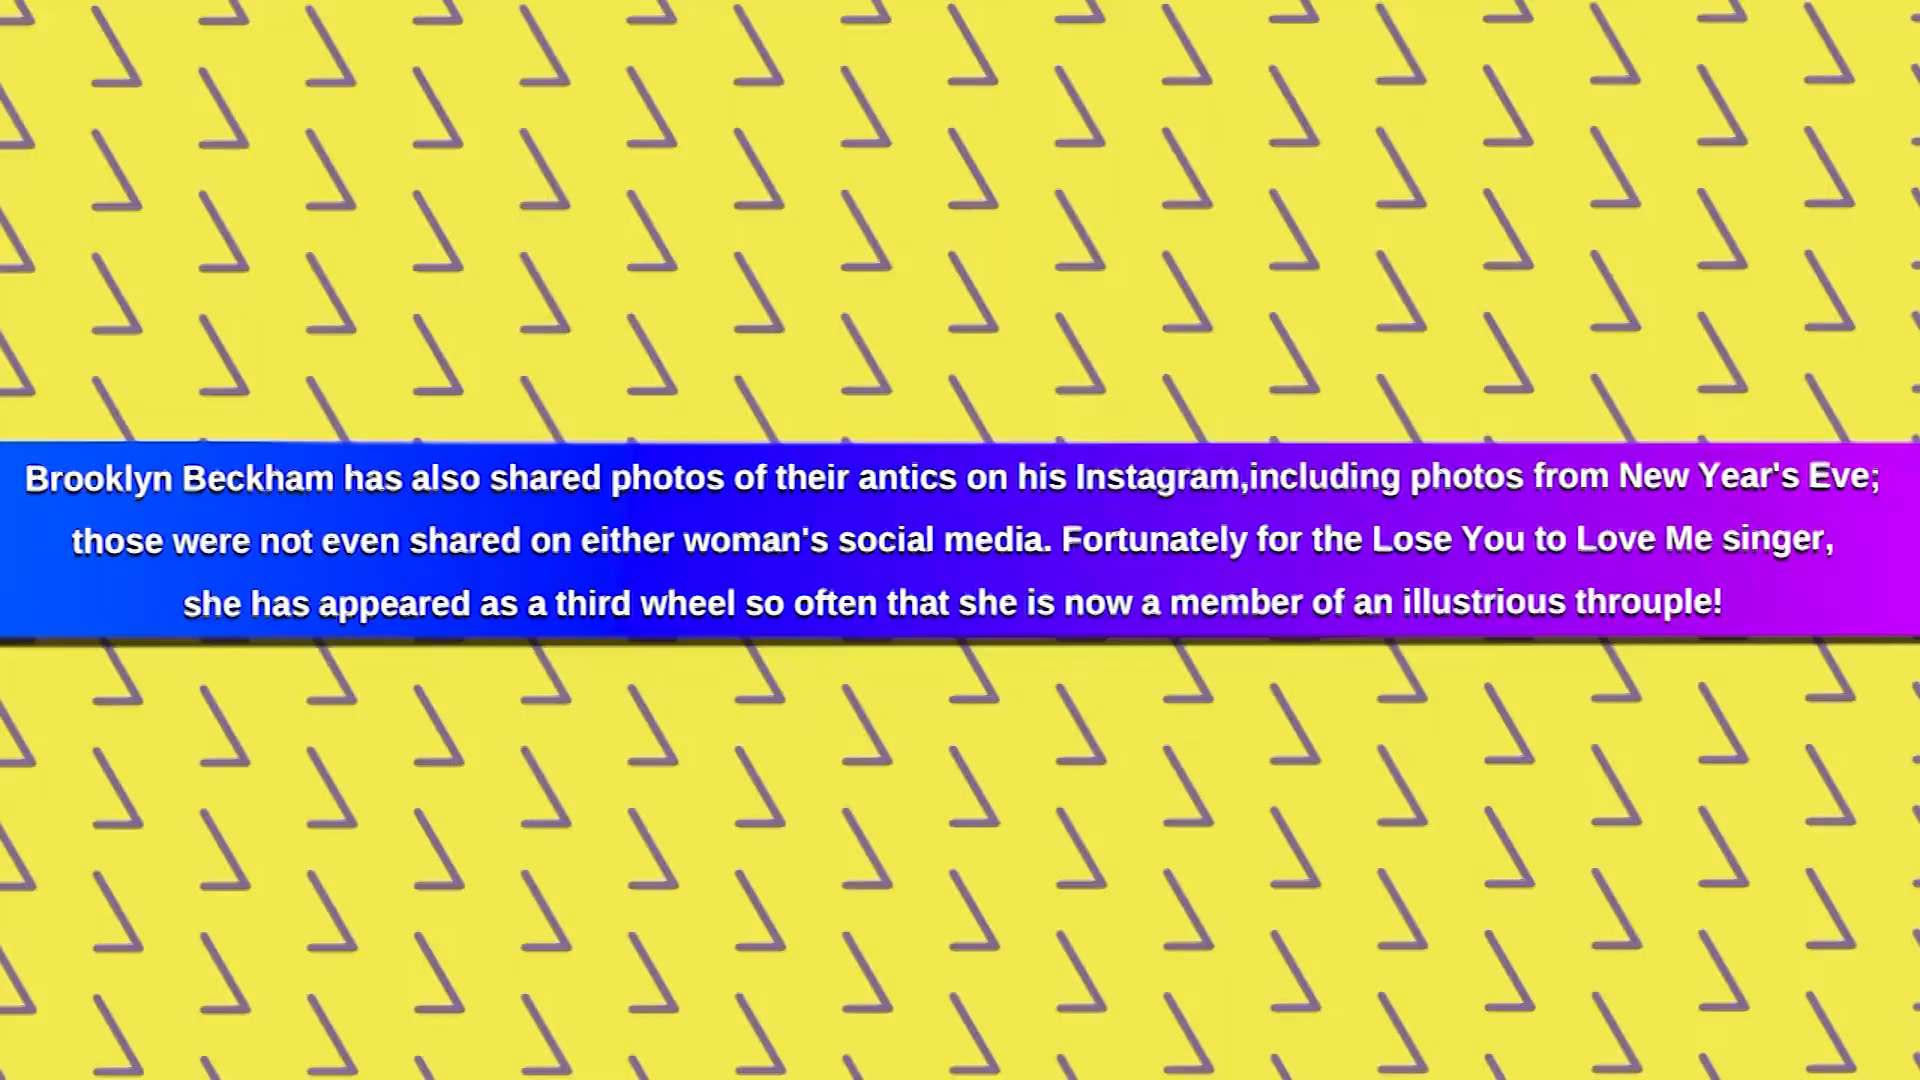 Brooklyn Beckham has also shared photos of their antics on his Instagram,including photos from New Year's Eve;
those were not even shared on either woman's social media. Fortunately for the Lose You to Love Me singer,
she has appeared as a third wheel so often that she is now a member of an illustrious throuple!